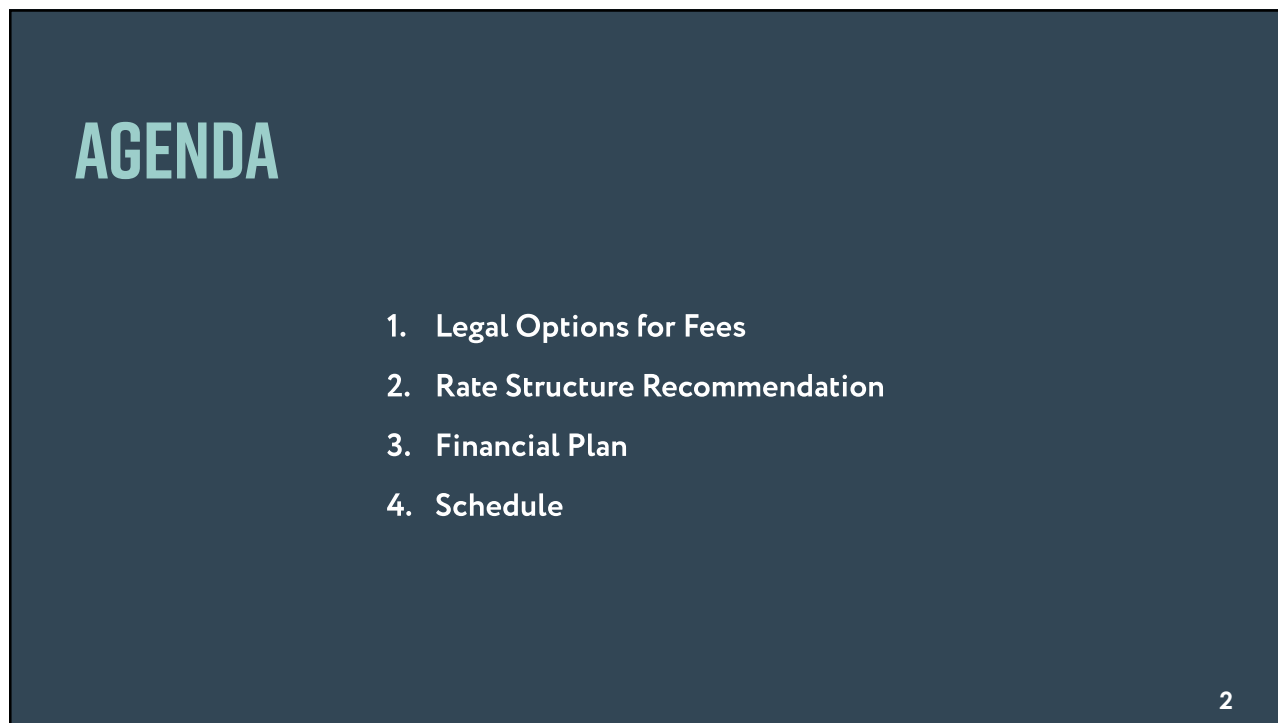 AGENDA
1. Legal Options for Fees
2. Rate Structure Recommendation
3. Financial Plan
4. Schedule
2